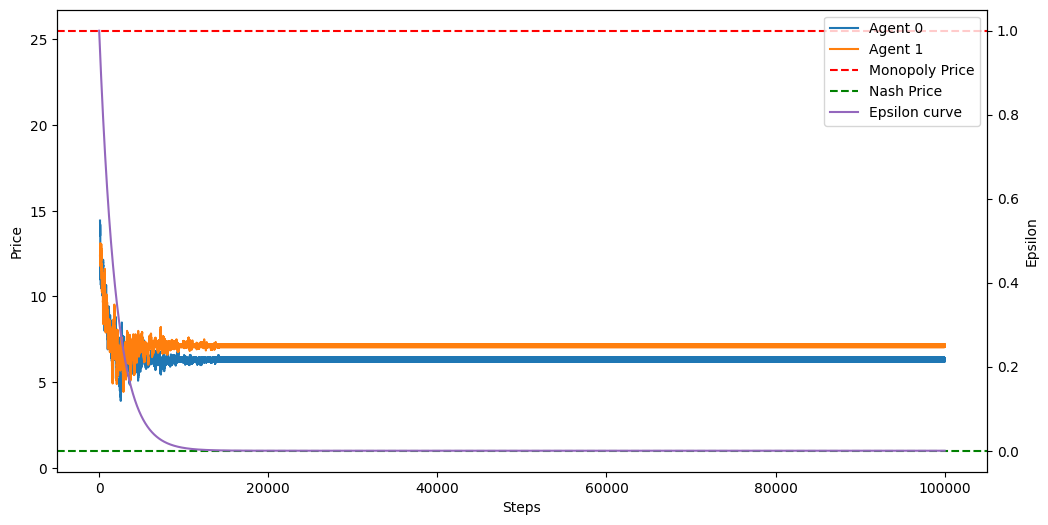 25
20
15
10
5
0
Price
0
20000
40000
60000
80000
100000
Steps
1.0
0.8
0.6
0.4
0.2
0.0
Epsilon
Agent 0
Agent 1
Monopoly Price
Nash Price
Epsilon curve